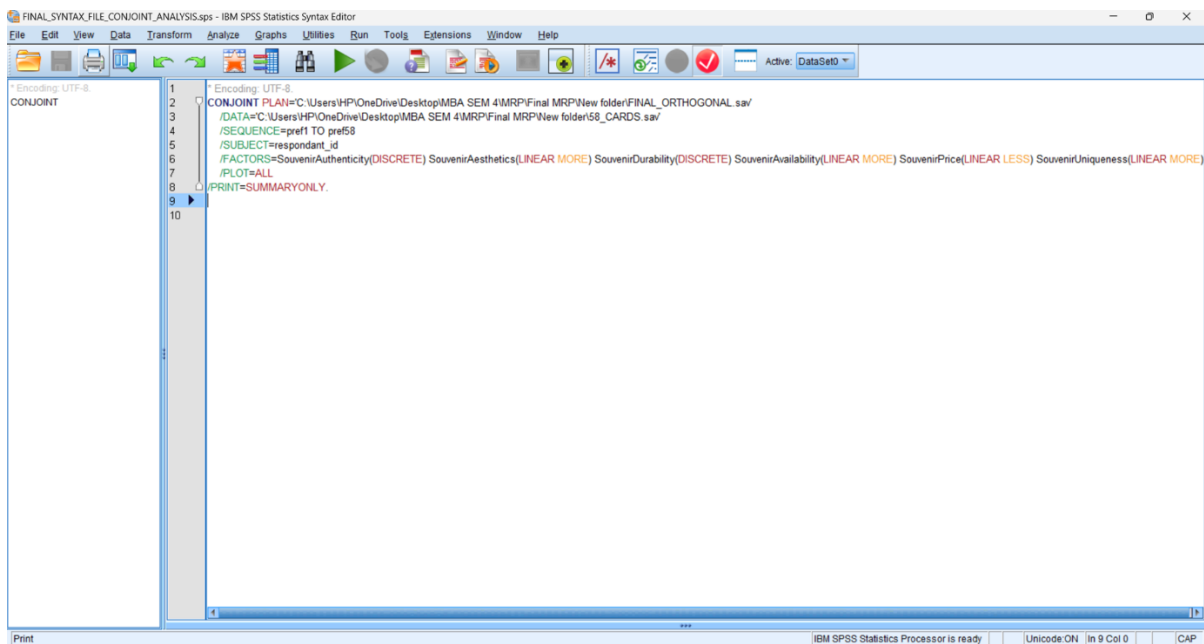 FINAL_SYNTAX_FILE_CONJOINT_ANALYSIS.sps - IBM SPSS Statistics Syntax Editor
File Edit View Data Transform Analyze Graphs Utilities Run Tools Extensions Window Help
Active: DataSet0
* Encoding: UTF-8.
CONJOINT
1 * Encoding: UTF-8.
2 CONJOINT PLAN='C:\Users\HP\OneDrive\Desktop\MBA SEM 4\MRP\Final MRP\New folder\FINAL_ORTHOGONAL.sav'
3 /DATA='C:\Users\HP\OneDrive\Desktop\MBA SEM 4\MRP\Final MRP\New folder\58_CARDS.sav'
4 /SEQUENCE=pref1 TO pref58
5 /SUBJECT=respondant_id
6 /FACTORS=SouvenirAuthenticity(DISCRETE) SouvenirAesthetics(LINEAR MORE) SouvenirDurability(DISCRETE) SouvenirAvailability(LINEAR MORE) SouvenirPrice(LINEAR LESS) SouvenirUniqueness(LINEAR MORE)
7 /PLOT=ALL
8 /PRINT=SUMMARYONLY.
9
10
Print IBM SPSS Statistics Processor is ready Unicode:ON In 9 Col 0 CAP